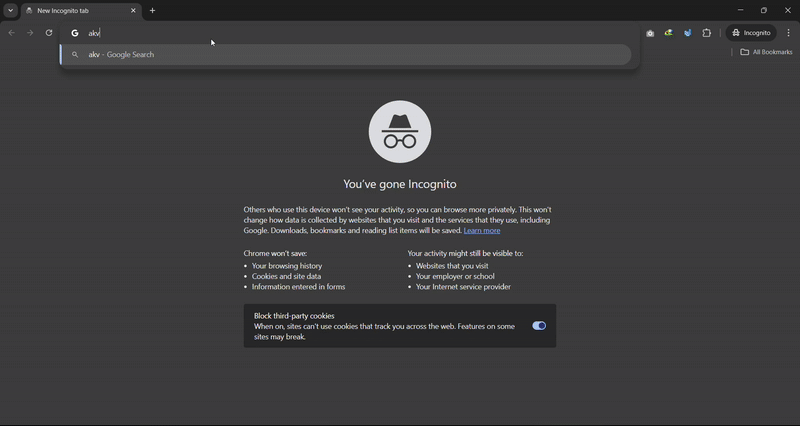 New Incognito tab
akv
Incognito
akv - Google Search
All Bookmarks
You've gone Incognito
Others who use this device won't see your activity, so you can browse more privately. This won't
change how data is collected by websites that you visit and the services that they use, including
Google. Downloads, bookmarks and reading list items will be saved. Learn more
Chrome won't save:
• Your browsing history
• Cookies and site data
• Information entered in forms
Your activity might still be visible to:
• Websites that you visit
• Your employer or school
• Your Internet service provider
Block third-party cookies
When on, sites can't use cookies that track you across the web. Features on some
sites may break.